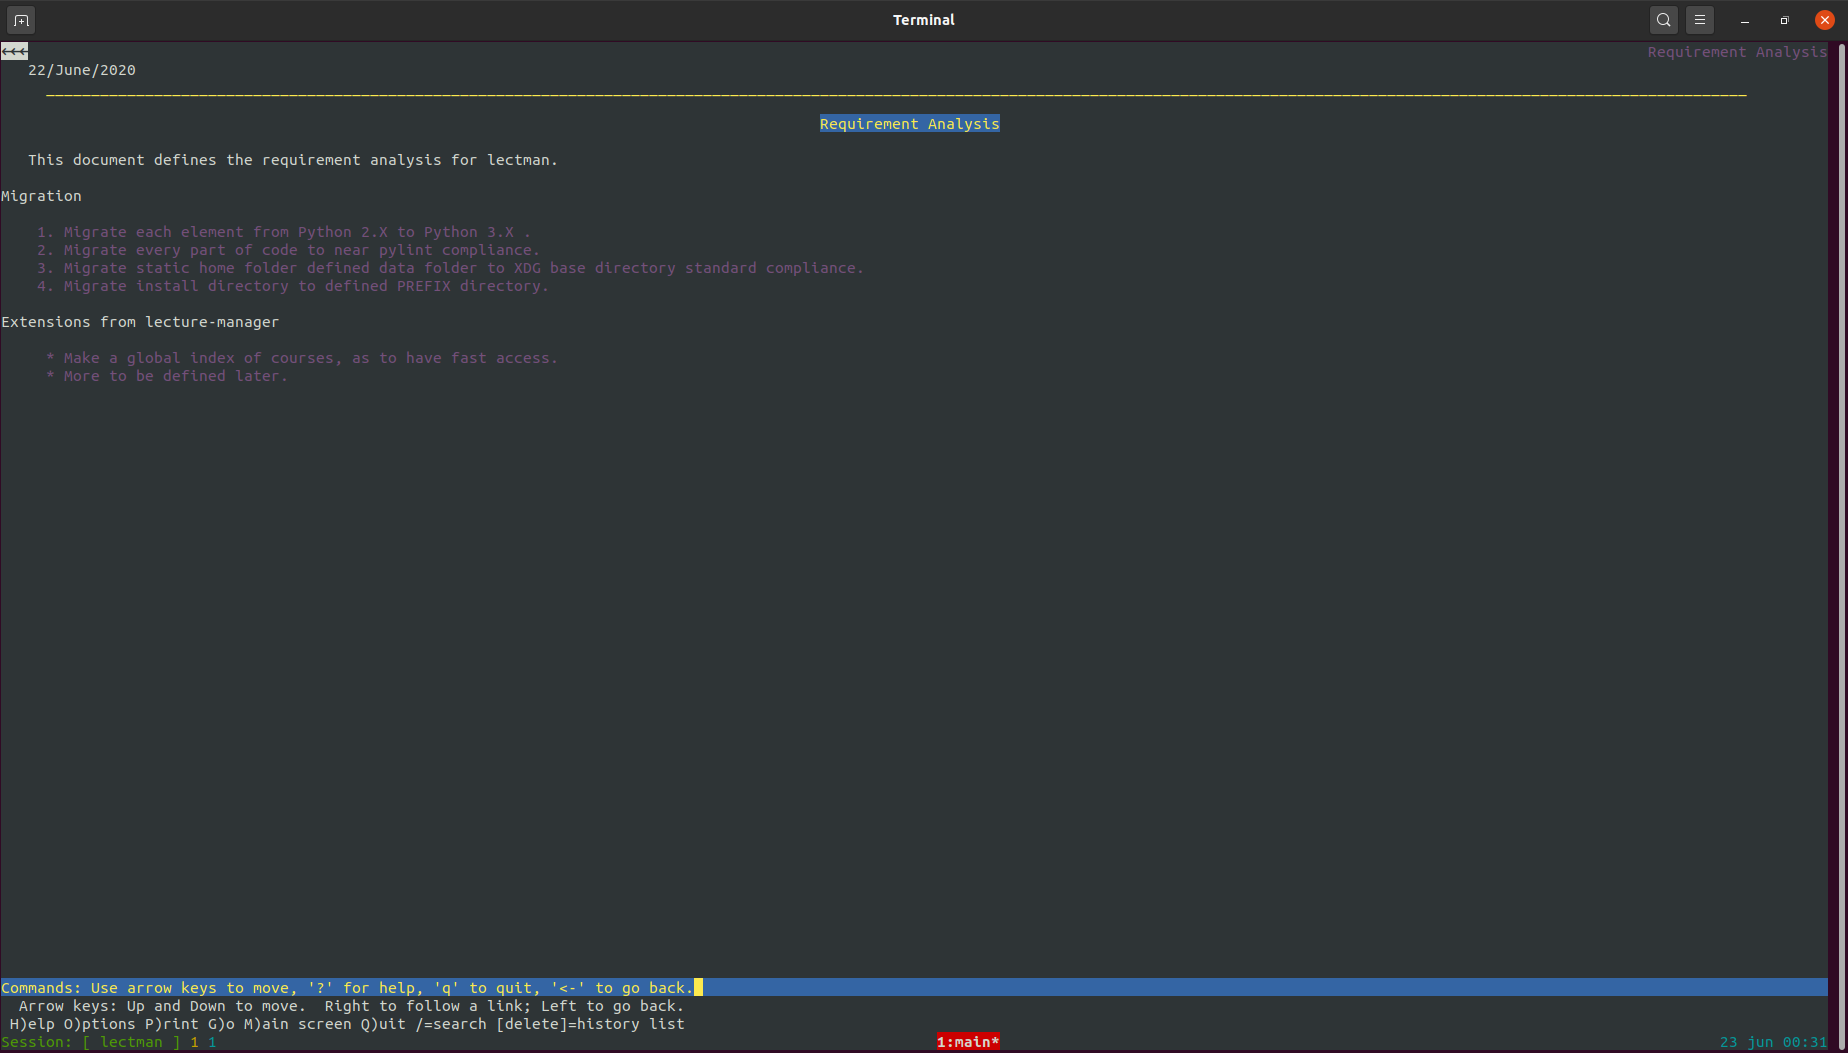 Terminal
←←←
Requirement Analysis
22/June/2020
Requirement Analysis
This document defines the requirement analysis for lectman.
Migration
1. Migrate each element from Python 2.X to Python 3.X .
2. Migrate every part of code to near pylint compliance.
3. Migrate static home folder defined data folder to XDG base directory standard compliance.
4. Migrate install directory to defined PREFIX directory.
Extensions from lecture-manager
* Make a global index of courses, as to have fast access.
* More to be defined later.
Commands: Use arrow keys to move, '?' for help, 'q' to quit, '<-' to go back.
Arrow keys: Up and Down to move.  Right to follow a link; Left to go back.
H)elp O)ptions P)rint G)o M)ain screen Q)uit /=search [delete]=history list
Session: [ lectman ] 1 1
1:main*
23 jun 00:31